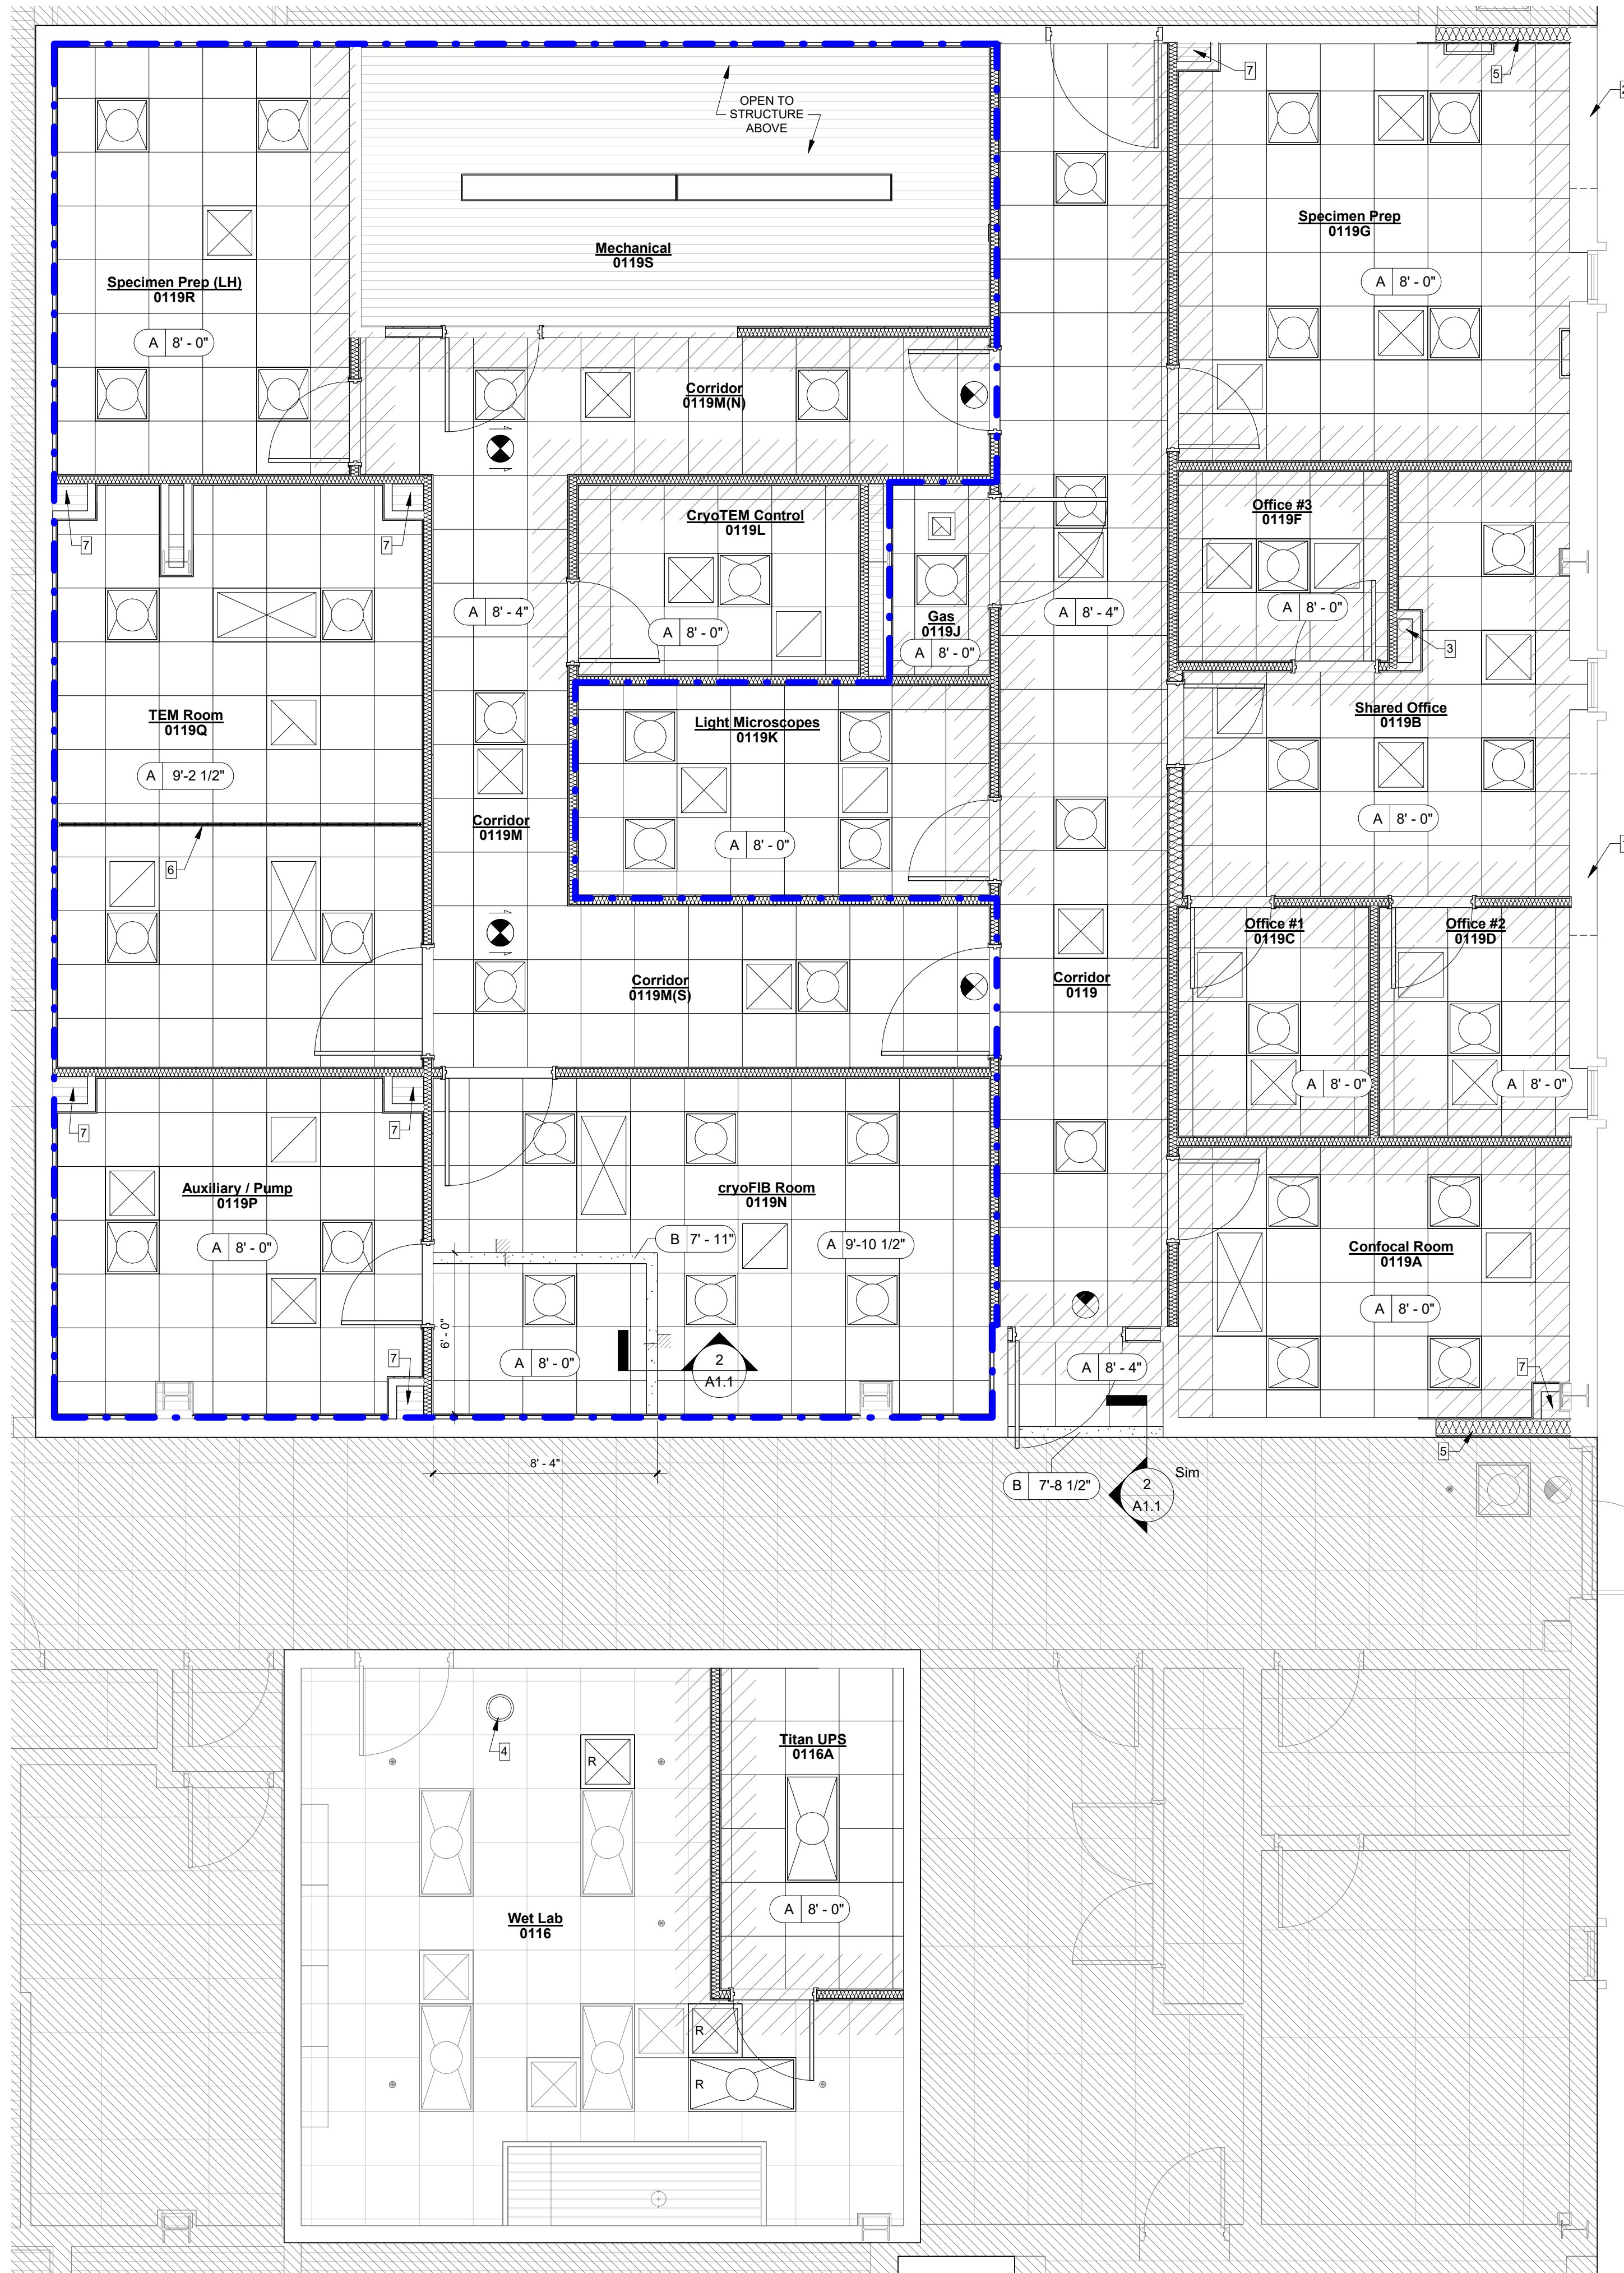 OPEN TO
STRUCTURE
ABOVE
7
5
Specimen Prep
0119G
A 8' - 0"
Mechanical
0119S
Specimen Prep (LH)
0119R
A 8' - 0"
Corridor
0119M(N)
CryoTEM Control
0119L
A 8' - 0"
Office #3
0119F
A 8' - 0"
7
7
A 8' - 4"
Gas
0119J
A 8' - 0"
A 8' - 4"
3
TEM Room
0119Q
A 9'-2 1/2"
Light Microscopes
0119K
A 8' - 0"
Shared Office
0119B
A 8' - 0"
Corridor
0119M
6
Office #1
0119C
A 8' - 0"
Office #2
0119D
A 8' - 0"
Corridor
0119M(S)
Corridor
0119
7
7
Auxiliary / Pump
0119P
A 8' - 0"
cryoFIB Room
0119N
B 7' - 11"
A 9'-10 1/2"
Confocal Room
0119A
A 8' - 0"
6' - 0"
A 8' - 0"
2
A1.1
A 8' - 4"
7
7
5
8' - 4"
B 7'-8 1/2"
2
A1.1
Sim
4
R
Titan UPS
0116A
A 8' - 0"
Wet Lab
0116
R
R